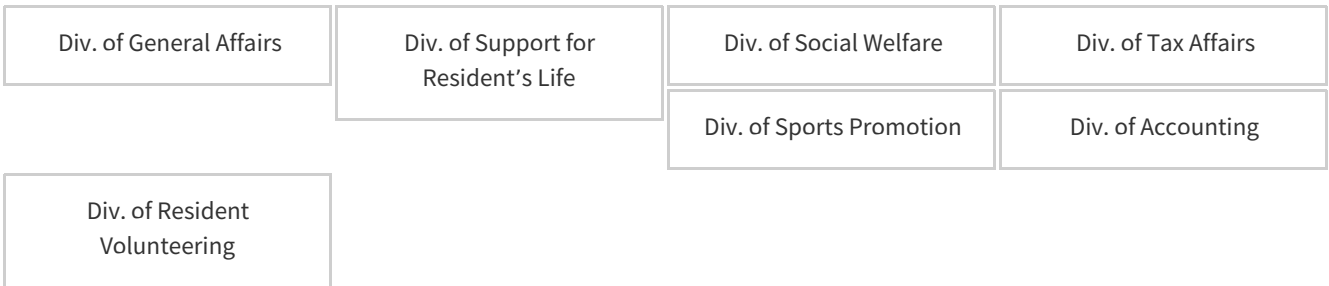 Div. of General Affairs
Div. of Support for
Resident's Life
Div. of Social Welfare
Div. of Tax Affairs
Div. of Sports Promotion
Div. of Accounting
Div. of Resident
Volunteering